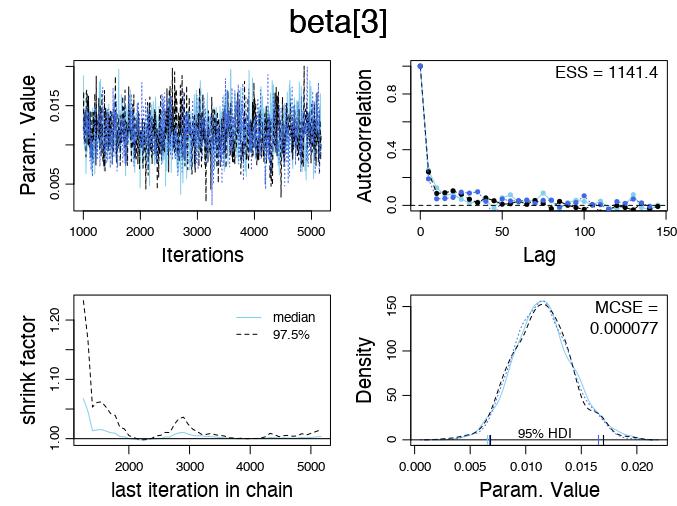 beta[3]
Param. Value
0.005
0.015
1000 2000 3000 4000 5000
Iterations
Autocorrelation
0.0 0.4 0.8
ESS = 1141.4
0 50 100 150
Lag
shrink factor
1.00 1.10 1.20
median
97.5%
2000 3000 4000 5000
last iteration in chain
Density
0 50 100 150
MCSE =
0.000077
95% HDI
0.000 0.005 0.010 0.015 0.020
Param. Value